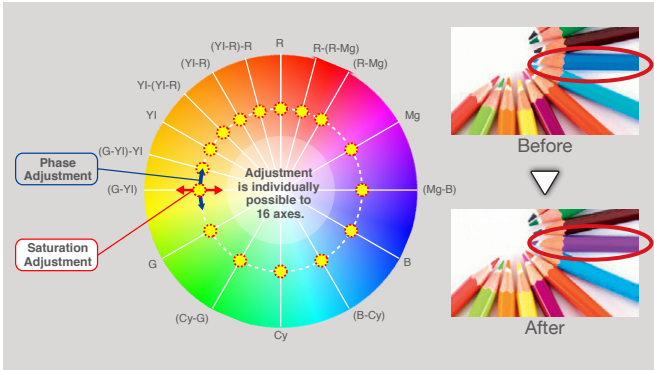 R
(Yl-R)-R
R-(R-Mg)
(Yl-R)
(R-Mg)
Yl-(Yl-R)
Yl
Mg
(G-Yl)-Yl
Phase
Adjustment
(G-Yl)
(Mg-B)
Adjustment
is individually
possible to
16 axes.
Saturation
Adjustment
G
B
(Cy-G)
(B-Cy)
Cy
Before
After